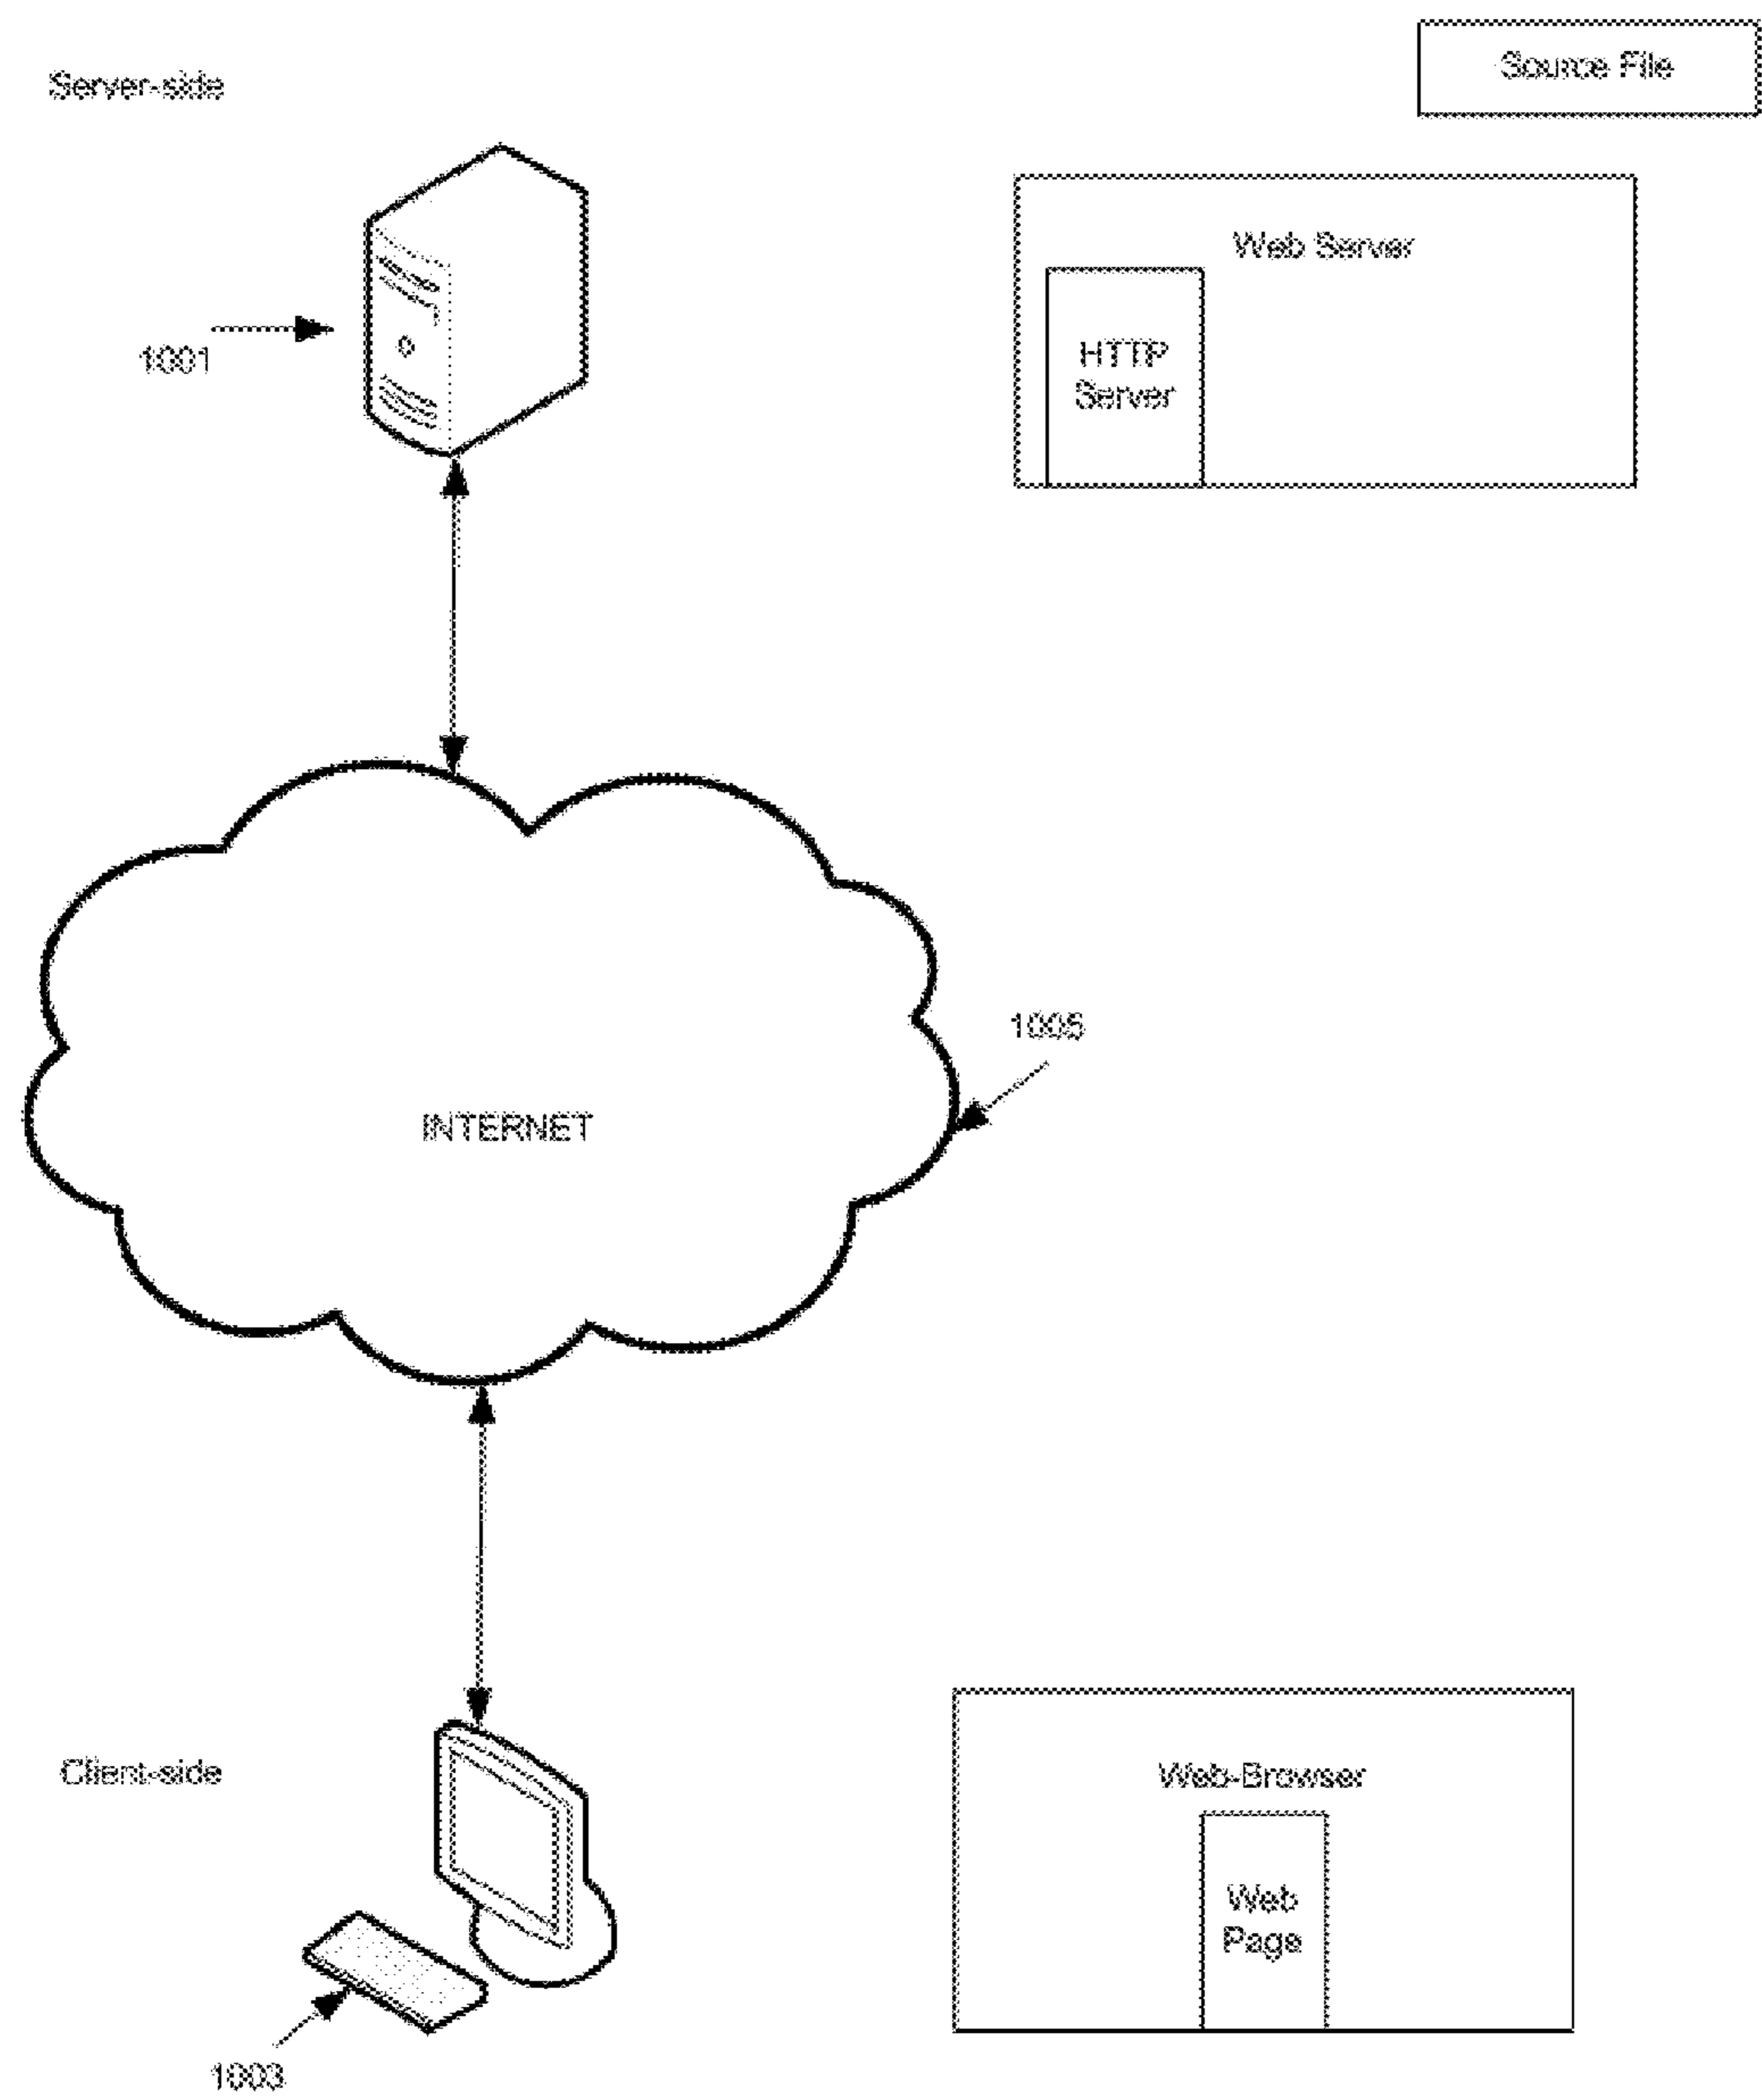 Server-side
Source File
Web Server
HTTP
Server
1001
1005
INTERNET
Client-side
Web-Browser
Web
Page
1003